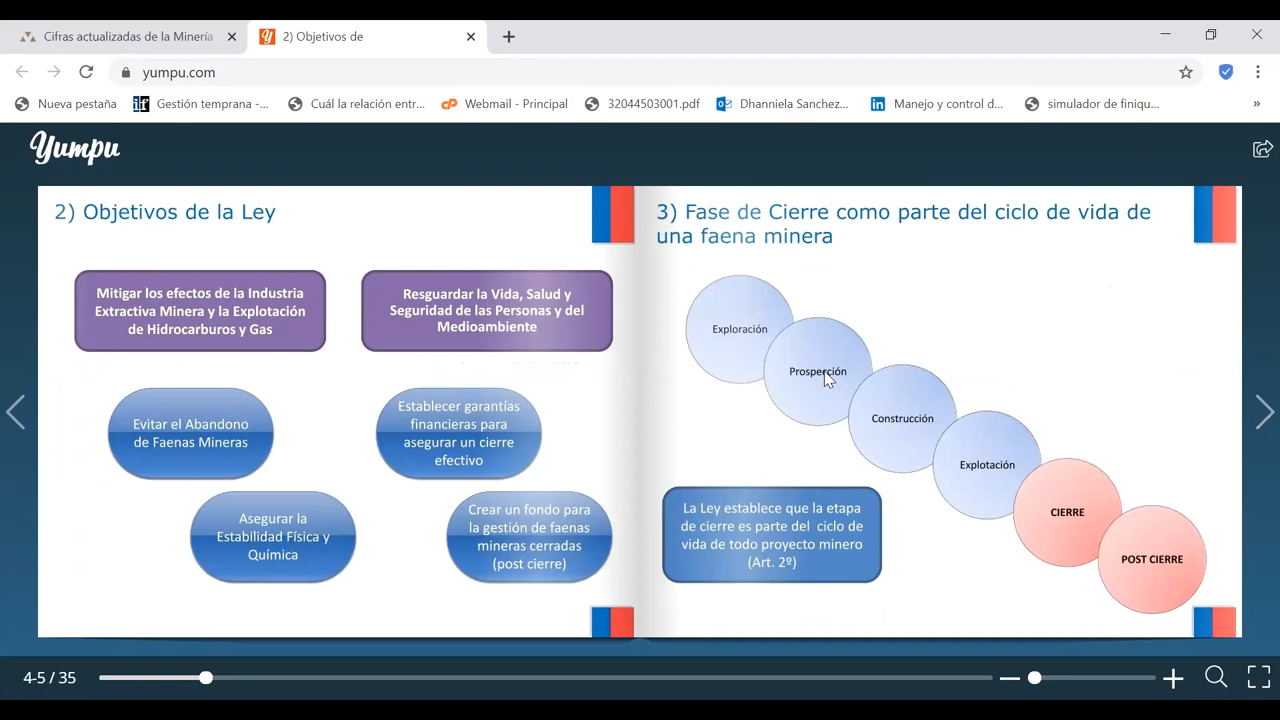 Cifras actualizadas de la Minería
2) Objetivos de
yumpu.com
Nueva pestaña
Gestión temprana -...
Cuál la relación entr...
Webmail - Principal
32044503001.pdf
Dhanniela Sanchez...
Manejo y control d...
simulador de finiqu...
»
Yumpu
2) Objetivos de la Ley
Mitigar los efectos de la Industria
Extractiva Minera y la Explotación
de Hidrocarburos y Gas
Resguardar la Vida, Salud y
Seguridad de las Personas y del
Medioambiente
Evitar el Abandono
de Faenas Mineras
Establecer garantías
financieras para
asegurar un cierre
efectivo
Asegurar la
Estabilidad Física y
Química
Crear un fondo para
la gestión de faenas
mineras cerradas
(post cierre)
3) Fase de Cierre como parte del ciclo de vida de
una faena minera
Exploración
Prospección
Construcción
Explotación
CIERRE
POST CIERRE
La Ley establece que la etapa
de cierre es parte del ciclo de
vida de todo proyecto minero
(Art. 2º)
4-5 / 35